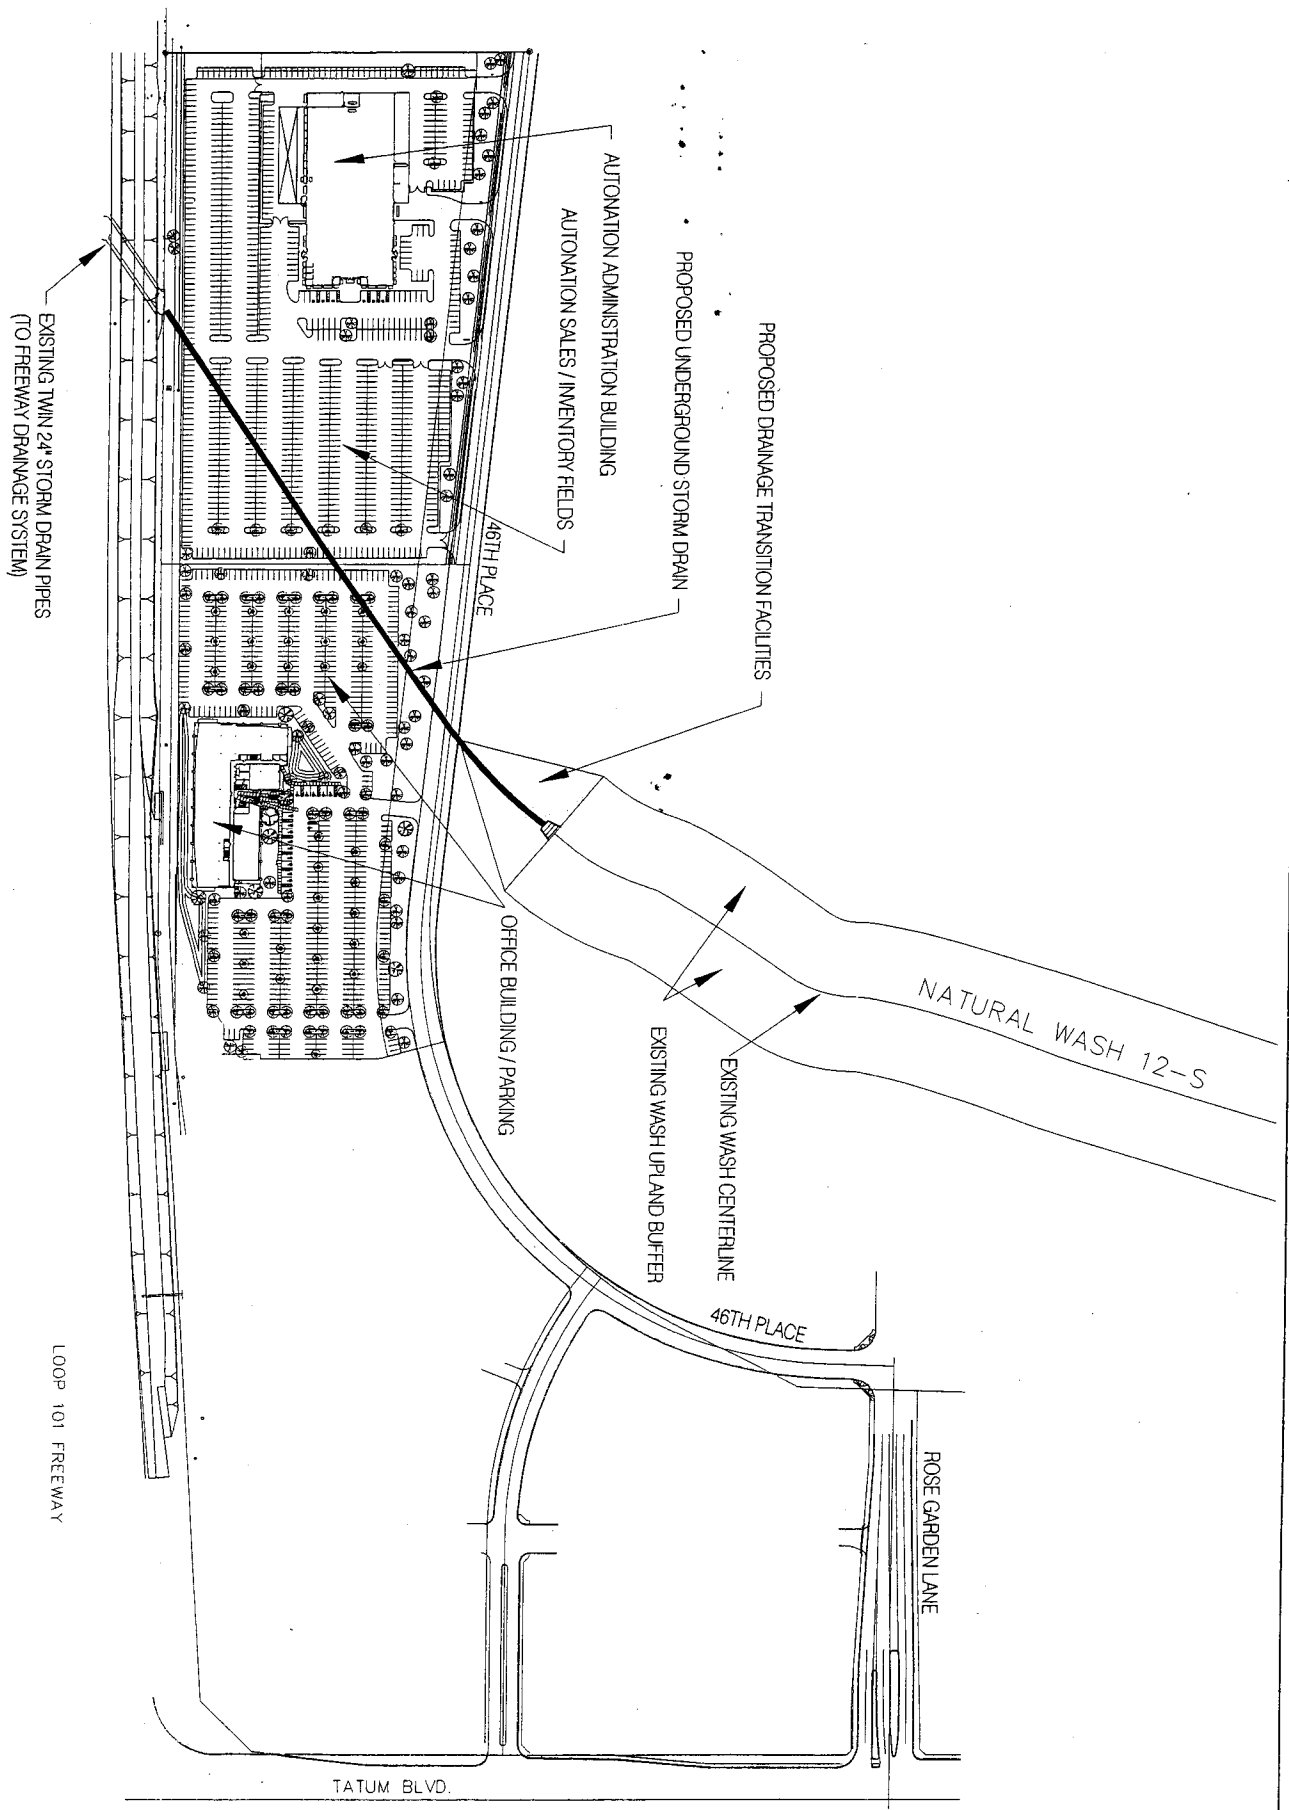 PROPOSED DRAINAGE TRANSITION FACILITIES
PROPOSED UNDERGROUND STORM DRAIN
AUTONATION ADMINISTRATION BUILDING
AUTONATION SALES / INVENTORY FIELDS
EXISTING TWIN 24" STORM DRAIN PIPES
(TO FREEWAY DRAINAGE SYSTEM)
46TH PLACE
OFFICE BUILDING / PARKING
NATURAL WASH 12-S
EXISTING WASH CENTERLINE
EXISTING WASH UPLAND BUFFER
46TH PLACE
ROSE GARDEN LANE
LOOP 101 FREEWAY
TATUM BLVD.